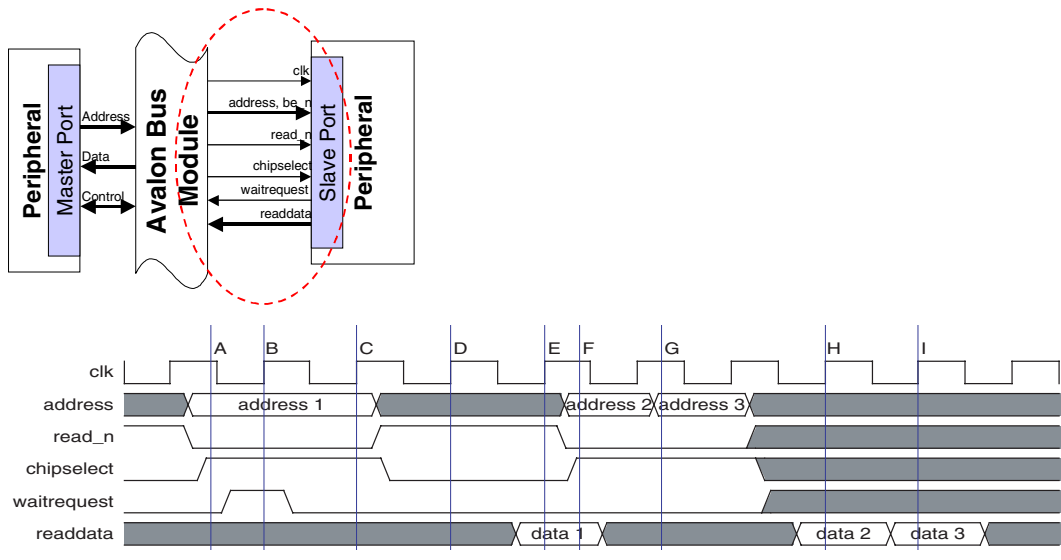 Peripheral
Master Port
Address
Data
Control
Avalon Bus
Module
clk
address, be_n
read_n
chipselect
waitrequest
readdata
Slave Port
Peripheral
A B C D E F G H I
clk
address address 1 address 2 address 3
read_n
chipselect
waitrequest
readdata data 1 data 2 data 3